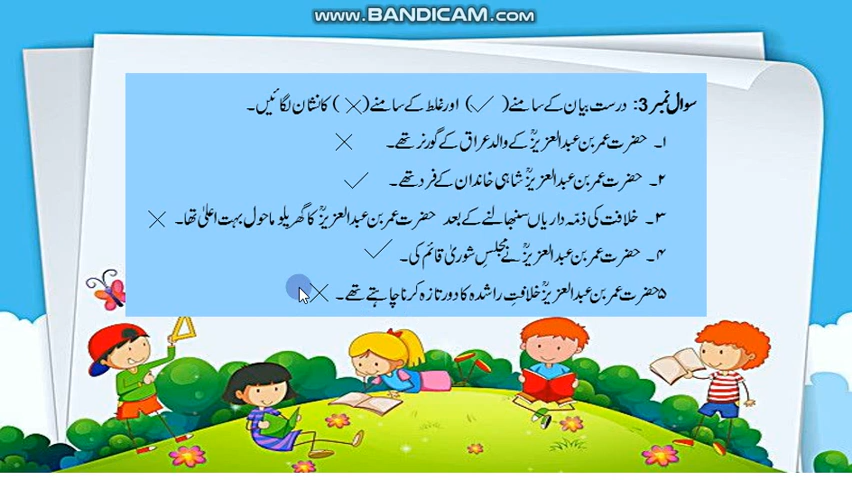 www.BANDICAM.com
سوال نمبر 3: درست بیان کے سامنے( ✓ ) اور غلط کے سامنے( ✗ ) کا نشان لگائیں۔
۱۔ حضرت عمر بن عبدالعزیزؒ کے والد عراق کے گورنر تھے۔ ✗
۲۔ حضرت عمر بن عبدالعزیزؒ شاہی خاندان کے فرد تھے۔ ✓
۳۔ خلافت کی ذمّہ داریاں سنبھالنے کے بعد حضرت عمر بن عبدالعزیزؒ کا گھریلو ماحول بہت اعلیٰ تھا۔ ✗
۴۔ حضرت عمر بن عبدالعزیزؒ نے مجلسِ شوریٰ قائم کی۔ ✓
۵حضرت عمر بن عبدالعزیزؒ خلافتِ راشدہ کا دور تازہ کرنا چاہتے تھے۔ ✗